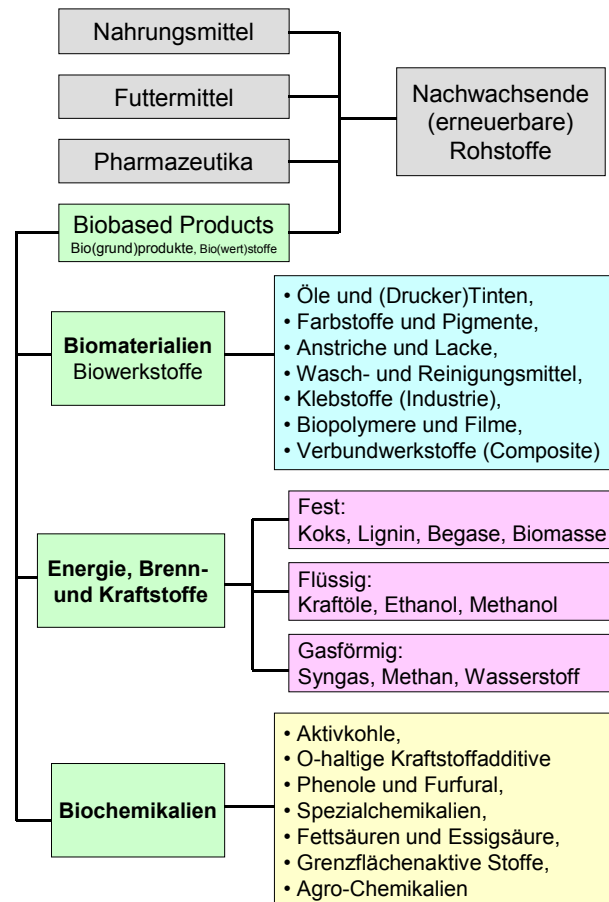 Nahrungsmittel
Futtermittel
Pharmazeutika
Nachwachsende
(erneuerbare)
Rohstoffe
Biobased Products
Bio(grund)produkte, Bio(wert)stoffe
Biomaterialien
Biowerkstoffe
• Öle und (Drucker)Tinten,
• Farbstoffe und Pigmente,
• Anstriche und Lacke,
• Wasch- und Reinigungsmittel,
• Klebstoffe (Industrie),
• Biopolymere und Filme,
• Verbundwerkstoffe (Composite)
Energie, Brenn-
und Kraftstoffe
Fest:
Koks, Lignin, Begase, Biomasse
Flüssig:
Kraftöle, Ethanol, Methanol
Gasförmig:
Syngas, Methan, Wasserstoff
Biochemikalien
• Aktivkohle,
• O-haltige Kraftstoffadditive
• Phenole und Furfural,
• Spezialchemikalien,
• Fettsäuren und Essigsäure,
• Grenzflächenaktive Stoffe,
• Agro-Chemikalien